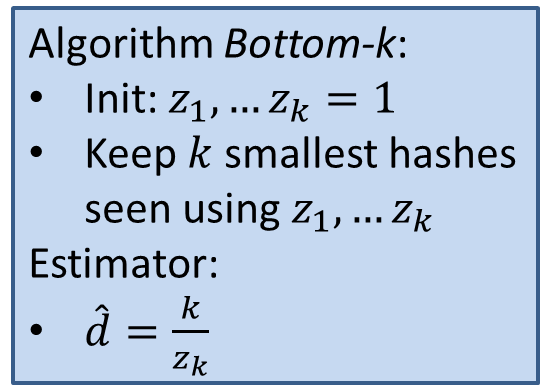 Algorithm Bottom-k:
• Init: z₁, … zₖ = 1
• Keep k smallest hashes
seen using z₁, … zₖ
Estimator:
• d̂ = k/zₖ